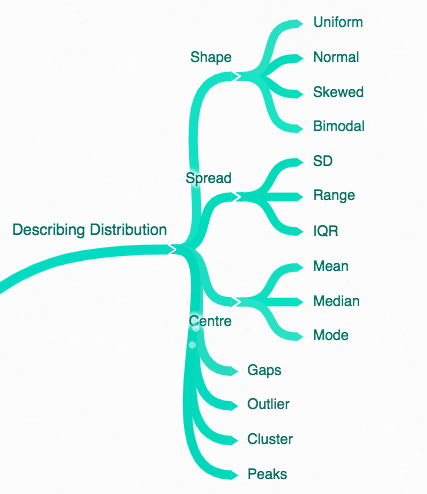 Uniform
Shape
Normal
Skewed
Bimodal
SD
Spread
Range
IQR
Describing Distribution
Mean
Median
Centre
Mode
Gaps
Outlier
Cluster
Peaks